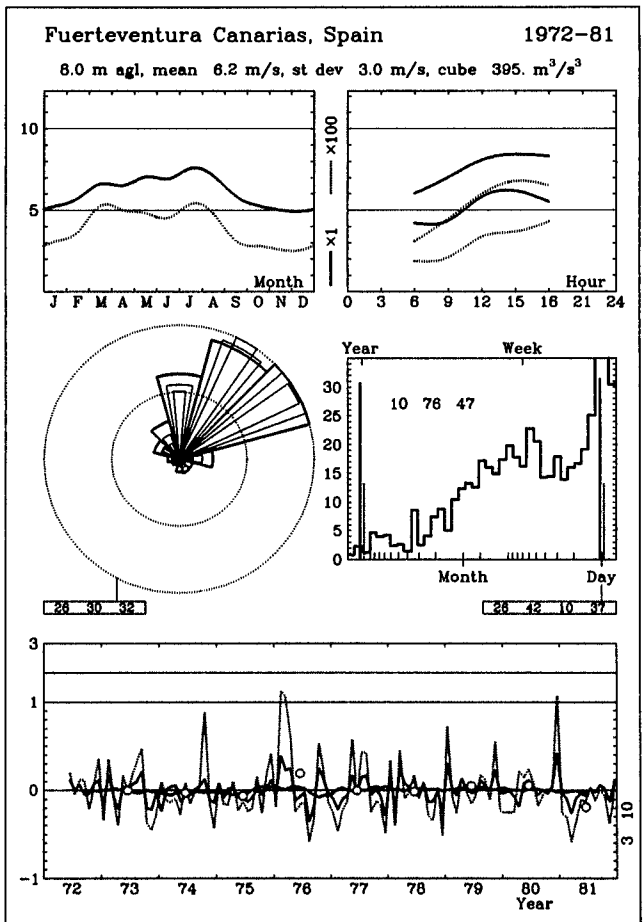 Fuerteventura Canarias, Spain 1972-81
8.0 m agl, mean 6.2 m/s, st dev 3.0 m/s, cube 395. m³/s³
10
5
Month
J F M A M J J A S O N D
×1 ×100
Hour
0 3 6 9 12 15 18 21 24
Year Week
30
25
20
15
10
5
0
10 76 47
Month Day
26 30 32
26 42 10 37
3
1
0
-1
3 10
72 73 74 75 76 77 78 79 80 81
Year